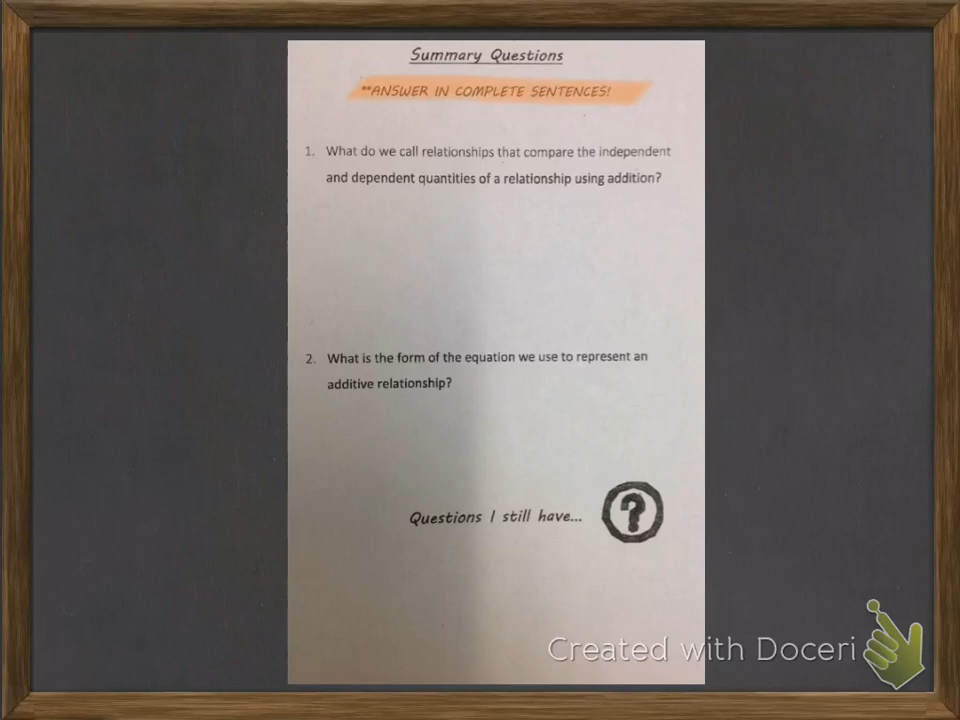 Summary Questions
**ANSWER IN COMPLETE SENTENCES!
1. What do we call relationships that compare the independent
and dependent quantities of a relationship using addition?
2. What is the form of the equation we use to represent an
additive relationship?
Questions I still have... ?
Created with Doceri